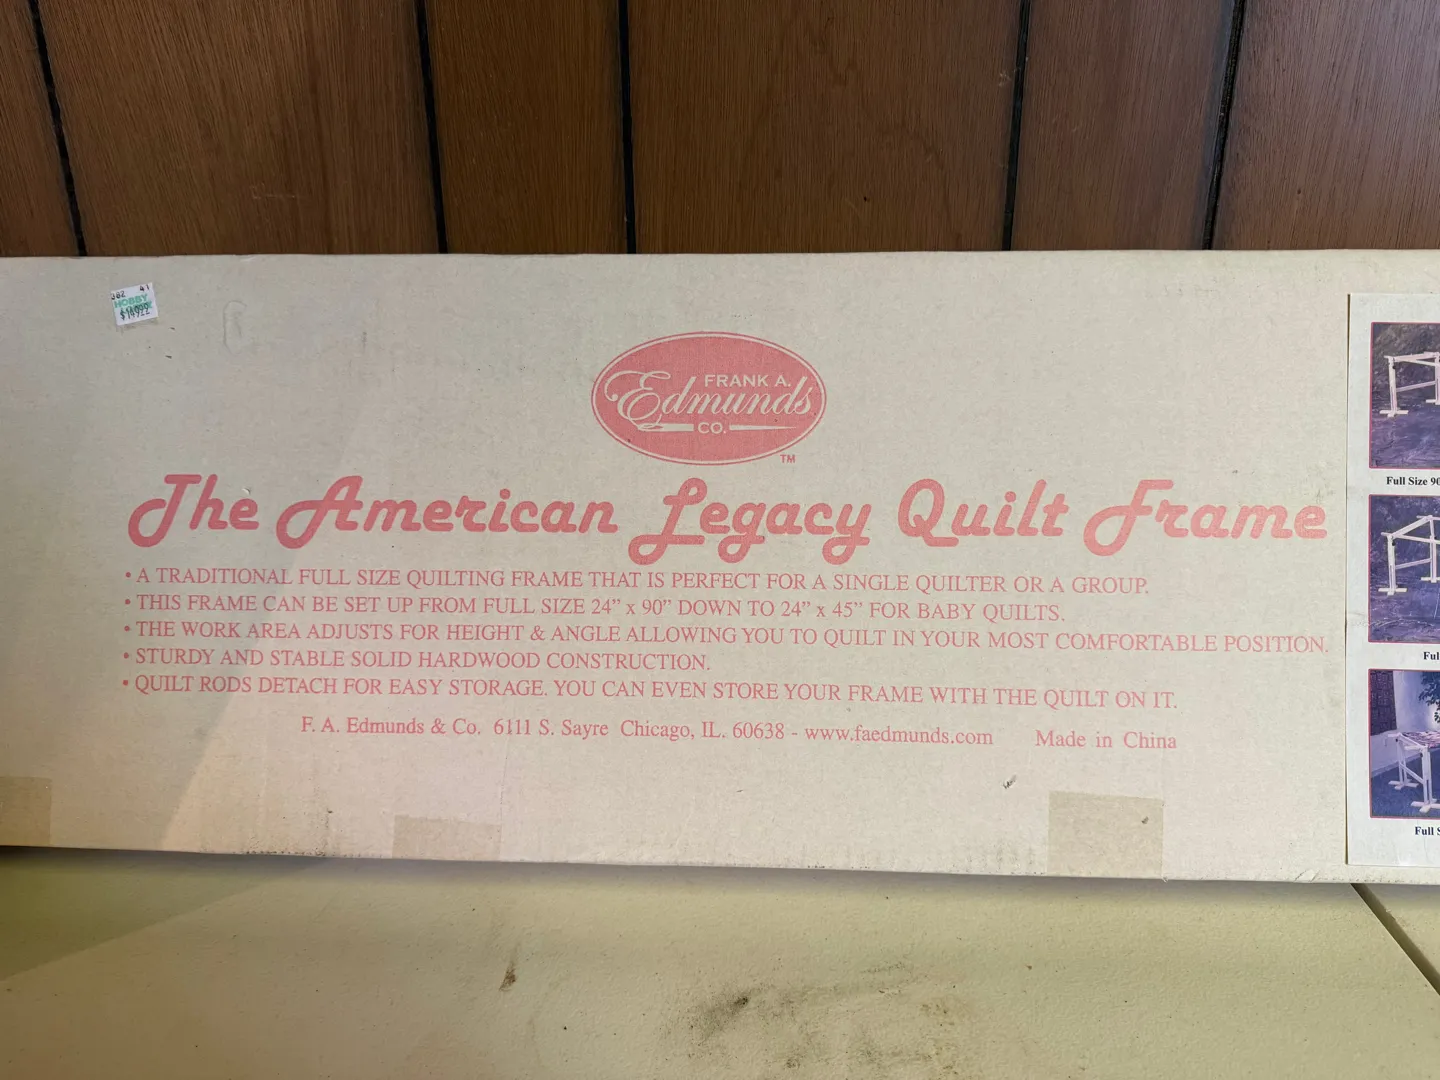 362 41
HOBBY
FRANK A.
Edmunds
CO.
TM
The American Legacy Quilt Frame
• A TRADITIONAL FULL SIZE QUILTING FRAME THAT IS PERFECT FOR A SINGLE QUILTER OR A GROUP.
• THIS FRAME CAN BE SET UP FROM FULL SIZE 24” x 90” DOWN TO 24” x 45” FOR BABY QUILTS.
• THE WORK AREA ADJUSTS FOR HEIGHT & ANGLE ALLOWING YOU TO QUILT IN YOUR MOST COMFORTABLE POSITION.
• STURDY AND STABLE SOLID HARDWOOD CONSTRUCTION.
• QUILT RODS DETACH FOR EASY STORAGE. YOU CAN EVEN STORE YOUR FRAME WITH THE QUILT ON IT.
F. A. Edmunds & Co. 6111 S. Sayre Chicago, IL. 60638 - www.faedmunds.com Made in China
Full Size 90
Ful
Full S